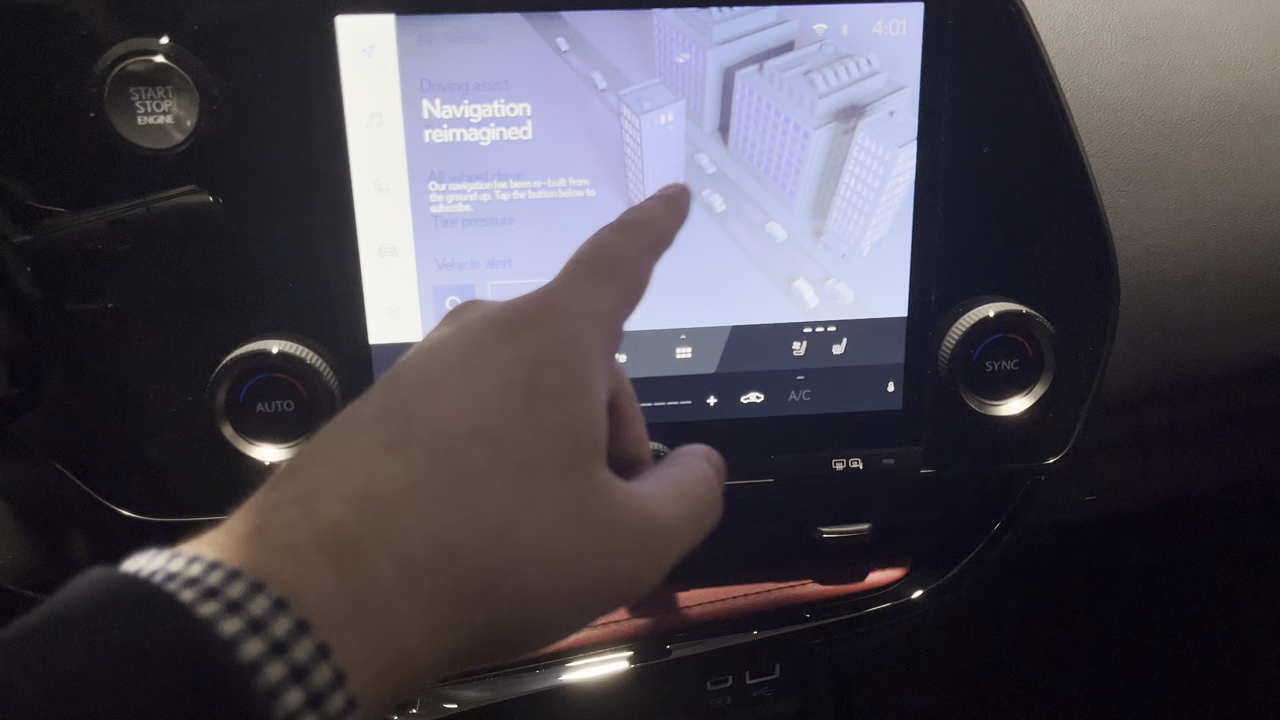 START
STOP
ENGINE
4:01
Driving assist
Navigation
reimagined
All wheel drive
Our navigation has been re-built from
the ground up. Tap the button below to
subscribe.
Tire pressure
Vehicle alert
AUTO
A/C
SYNC